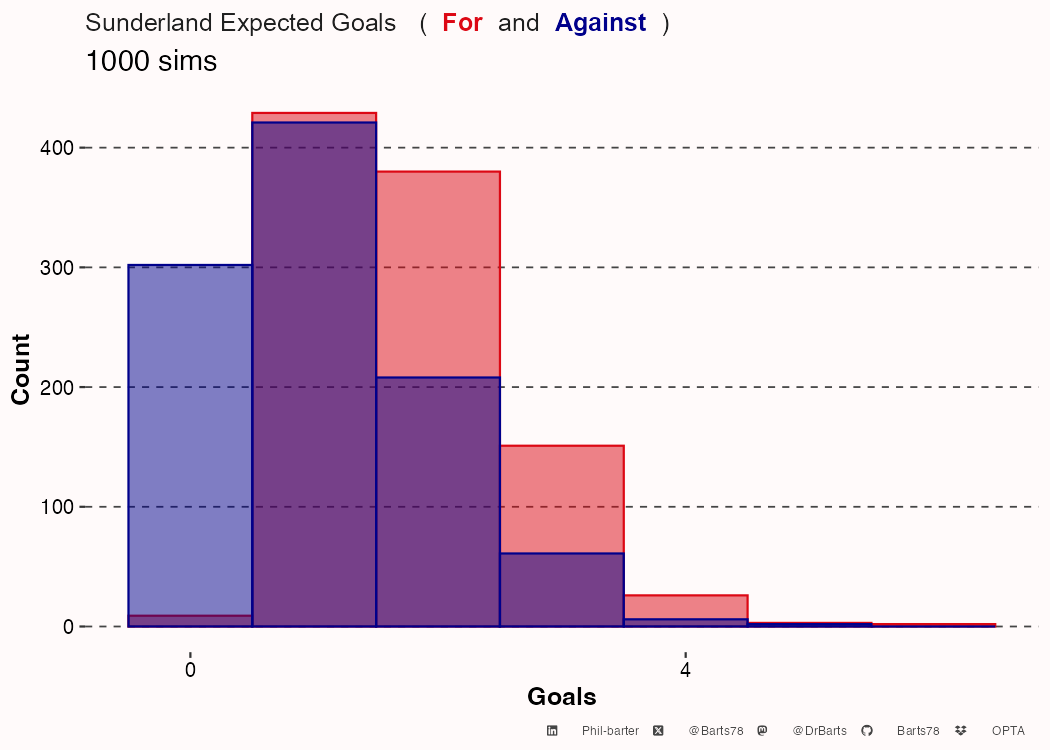 Sunderland Expected Goals ( For and Against )
1000 sims
400
300
200
100
0
Count
0 4
Goals
Phil-barter @Barts78 @DrBarts Barts78 OPTA